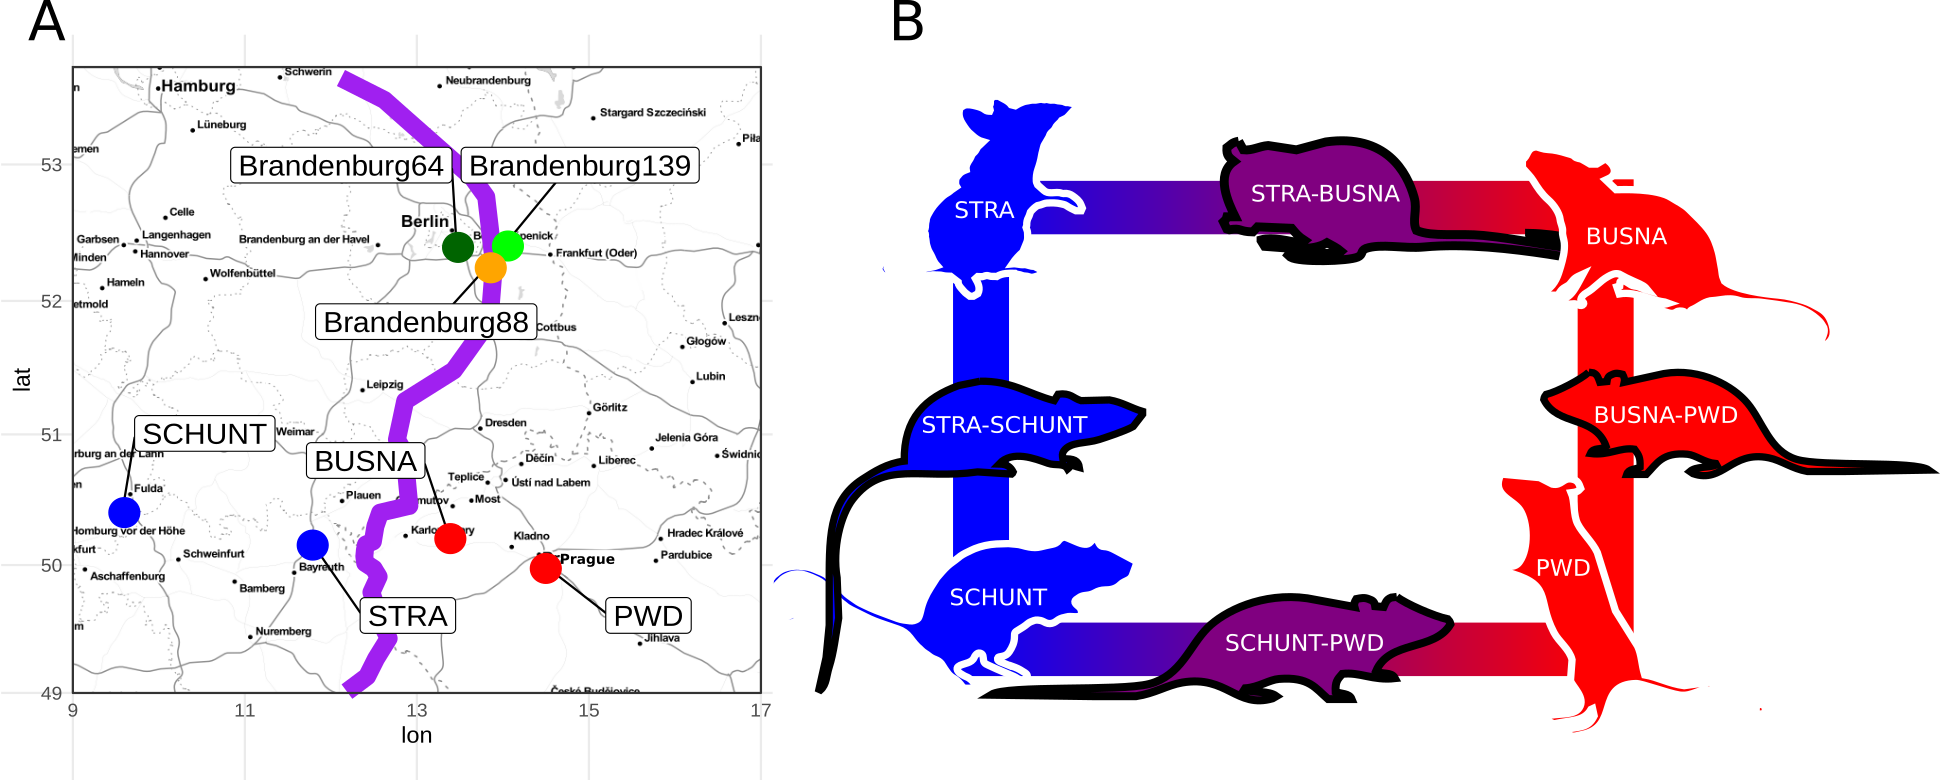 A
B
Schwerin
Neubrandenburg
Hamburg
Stargard Szczeciński
Lüneburg
Piła
emen
53
Brandenburg64
Brandenburg139
STRA-BUSNA
STRA
Celle
Berlin
Garbsen
Langenhagen
Brandenburg an der Havel
penick
BUSNA
Minden
Hannover
Frankfurt (Oder)
Wolfenbüttel
Hameln
52
etmold
Brandenburg88
Cottbus
Leszn
Głogów
lat
Leipzig
Lubin
Görlitz
STRA-SCHUNT
BUSNA-PWD
51
SCHUNT
Weimar
Dresden
Jelenia Góra
rburg an der Lahn
BUSNA
Děčín
Liberec
Świdnic
en
Fulda
Teplice
Ústí nad Labem
Plauen
mutov
Most
Homburg vor der Höhe
Karlo
ry
Kladno
Hradec Králové
kfurt
Schweinfurt
Prague
Pardubice
50
Aschaffenburg
Bayreuth
PWD
Bamberg
SCHUNT
STRA
PWD
m
Nuremberg
Jihlava
SCHUNT-PWD
České Budějovice
49
9
11
13
15
17
lon